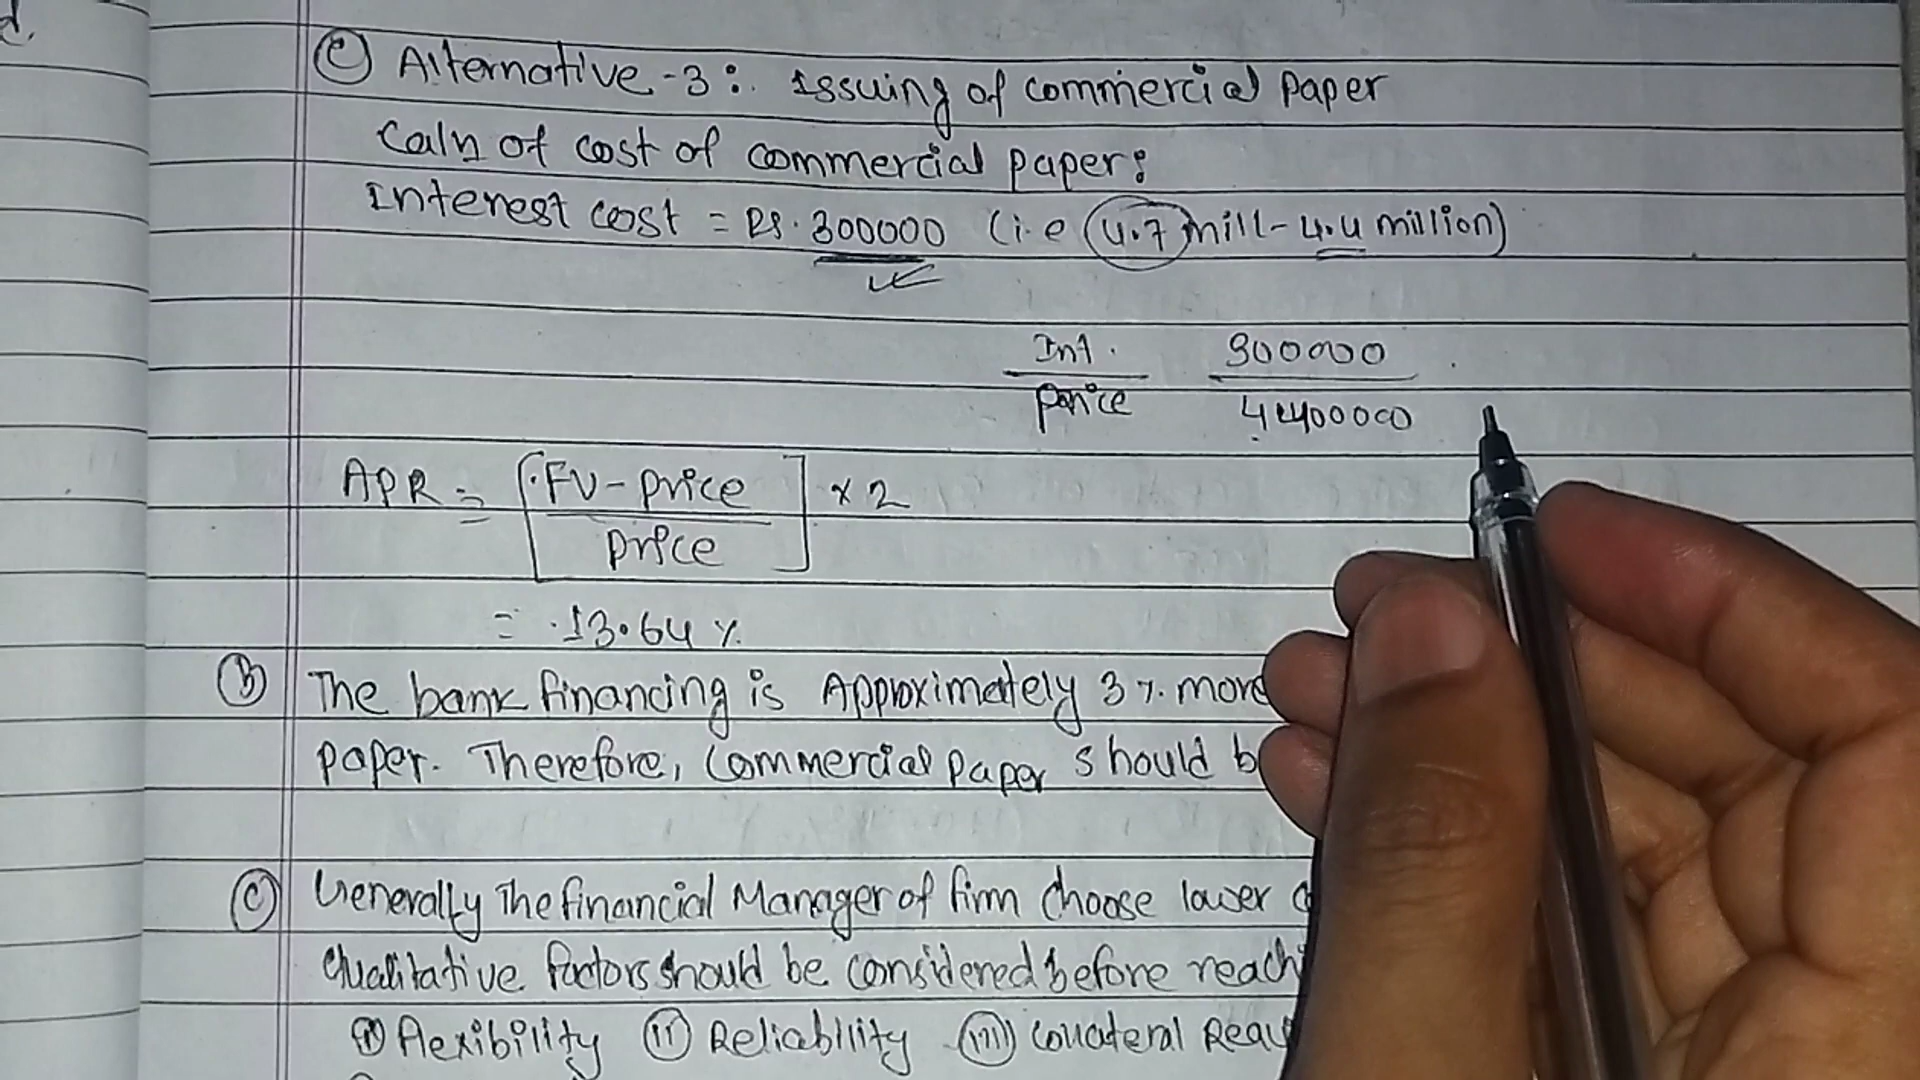 Ⓒ Alternative-3: Issuing of commercial paper
Caln of cost of commercial paper:
Interest cost = Rs. 300000 (i.e 4.7 mill - 4.4 million)
Int. 300000
price 4400000
APR = [FV - price] × 2
price
= 13.64 %
ⓑ The bank financing is Approximately 3 %. more
paper. Therefore, Commercial paper should b
Ⓒ Generally The financial Manager of firm choose lower
qualitative factors should be considered before reach
ⓘ flexibility ⓘⓘ Reliability ⓘⓘⓘ Collateral